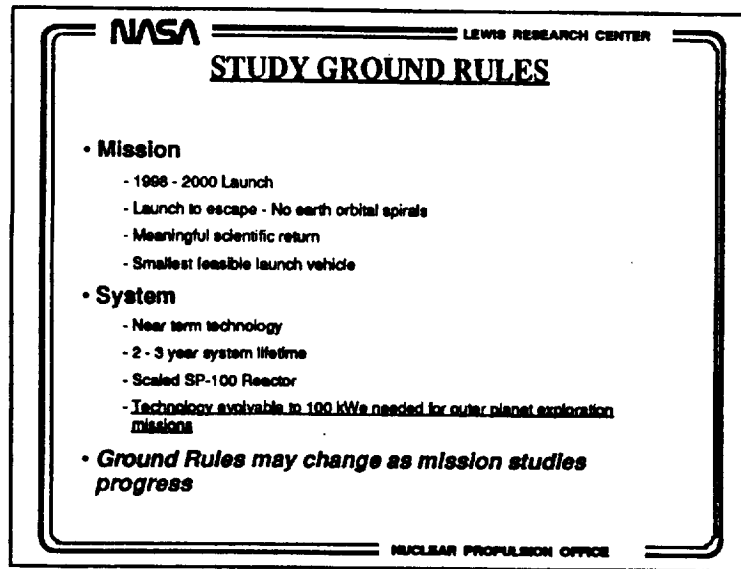 NASA
LEWIS RESEARCH CENTER
STUDY GROUND RULES
• Mission
- 1998 - 2000 Launch
- Launch to escape - No earth orbital spirals
- Meaningful scientific return
- Smallest feasible launch vehicle
• System
- Near term technology
- 2 - 3 year system lifetime
- Scaled SP-100 Reactor
- Technology evolvable to 100 kWe needed for outer planet exploration
missions
• Ground Rules may change as mission studies
progress
NUCLEAR PROPULSION OFFICE